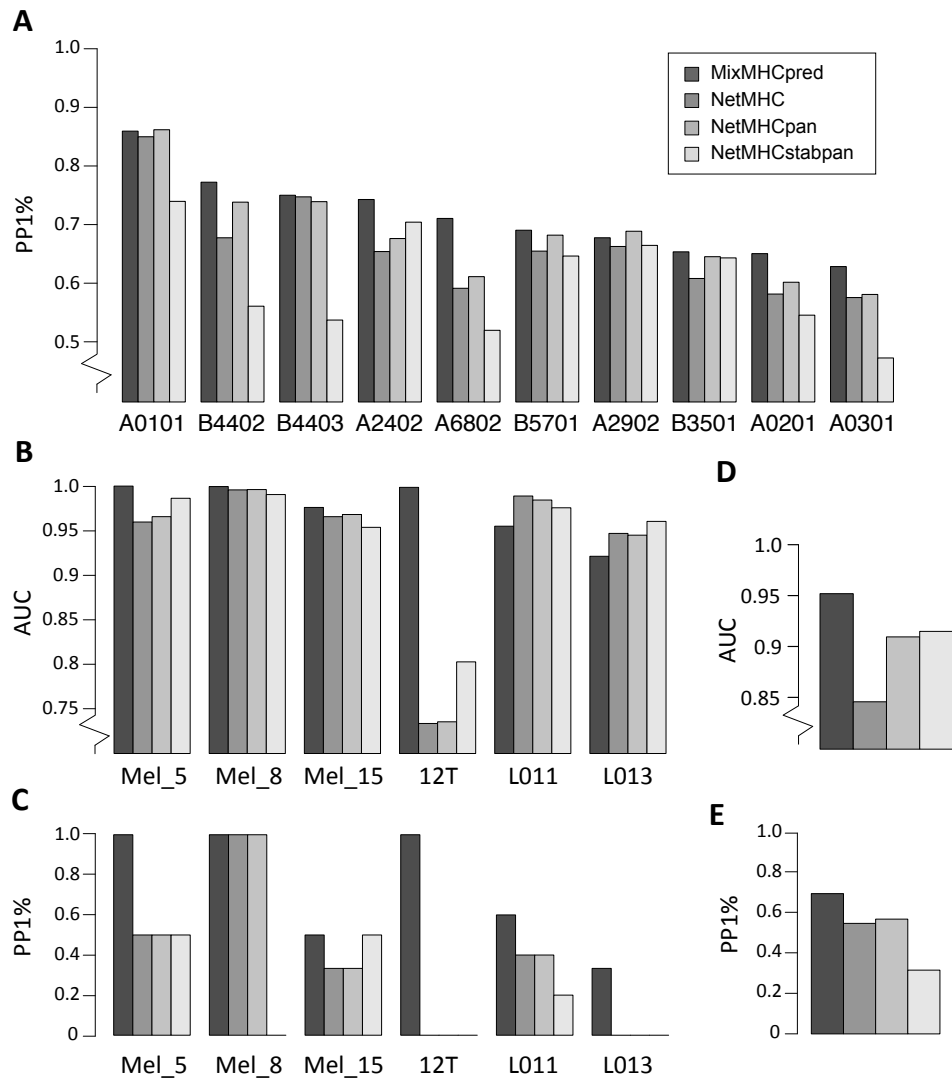 A
PP1%
1.0
0.9
0.8
0.7
0.6
0.5
MixMHCpred
NetMHC
NetMHCpan
NetMHCstabpan
A0101 B4402 B4403 A2402 A6802 B5701 A2902 B3501 A0201 A0301
B
AUC
1.0
0.95
0.9
0.85
0.8
0.75
Mel_5 Mel_8 Mel_15 12T L011 L013
D
AUC
1.0
0.95
0.9
0.85
C
PP1%
1.0
0.8
0.6
0.4
0.2
0
Mel_5 Mel_8 Mel_15 12T L011 L013
E
PP1%
1.0
0.8
0.6
0.4
0.2
0